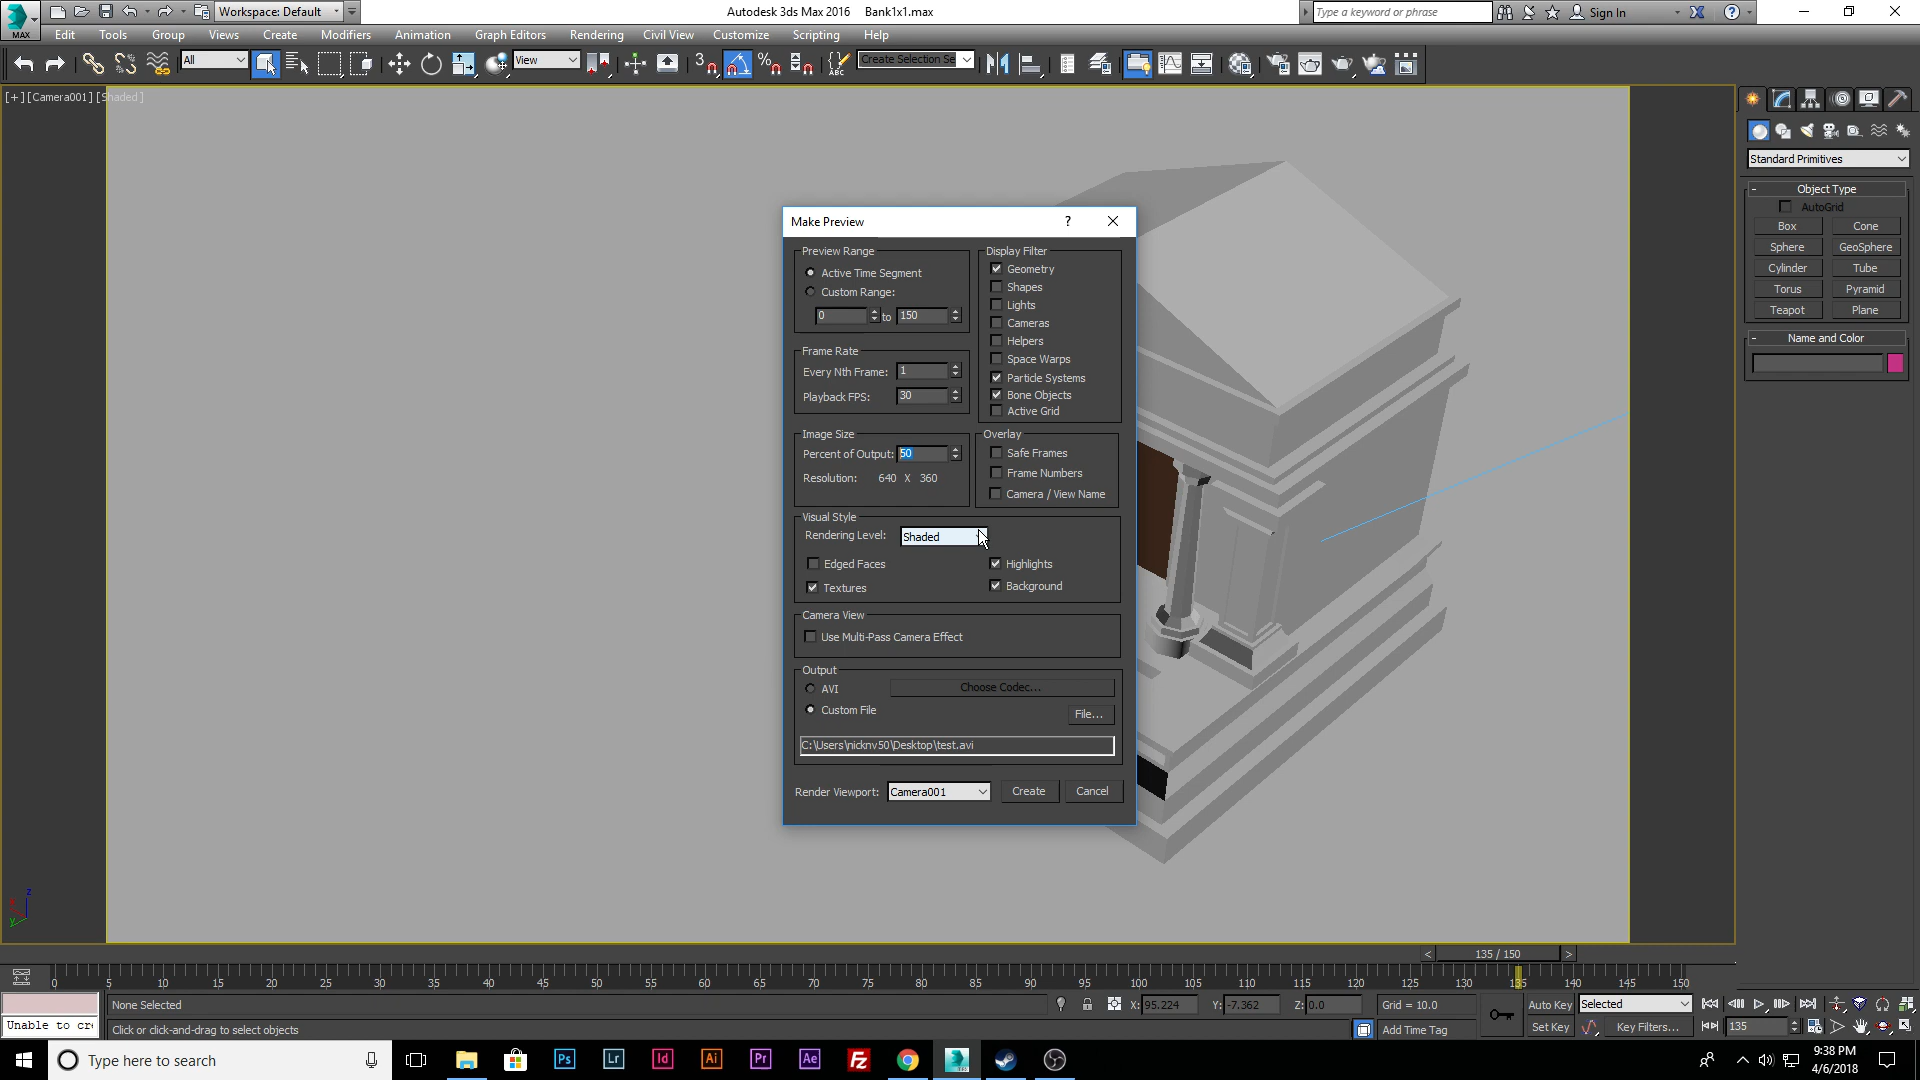 Workspace: Default
Autodesk 3ds Max 2016 Bank1x1.max
Type a keyword or phrase
Sign In
MAX
Edit Tools Group Views Create Modifiers Animation Graph Editors Rendering Civil View Customize Scripting Help
All
View
3
%
ABC
Create Selection Se
[+] [Camera001] [Shaded]
Make Preview
?
Preview Range
Active Time Segment
Custom Range:
0 to 150
Frame Rate
Every Nth Frame: 1
Playback FPS: 30
Display Filter
Geometry
Shapes
Lights
Cameras
Helpers
Space Warps
Particle Systems
Bone Objects
Active Grid
Image Size
Percent of Output: 50
Resolution: 640 X 360
Overlay
Safe Frames
Frame Numbers
Camera / View Name
Visual Style
Rendering Level: Shaded
Edged Faces
Highlights
Textures
Background
Camera View
Use Multi-Pass Camera Effect
Output
AVI
Choose Codec...
Custom File
File...
C:\Users\nicknv50\Desktop\test.avi
Render Viewport: Camera001
Create
Cancel
Standard Primitives
- Object Type
AutoGrid
Box Cone
Sphere GeoSphere
Cylinder Tube
Torus Pyramid
Teapot Plane
- Name and Color
z
y
< 135 / 150 >
0 5 10 15 20 25 30 35 40 45 50 55 60 65 70 75 80 85 90 95 100 105 110 115 120 125 130 135 140 145 150
None Selected
X: 95.224 Y: -7.362 Z: 0.0
Grid = 10.0
Auto Key Selected
Unable to cr
Click or click-and-drag to select objects
Add Time Tag
Set Key
Key Filters...
135
Type here to search
Ps Lr Id Ai Pr Ae Fz
9:38 PM
4/6/2018